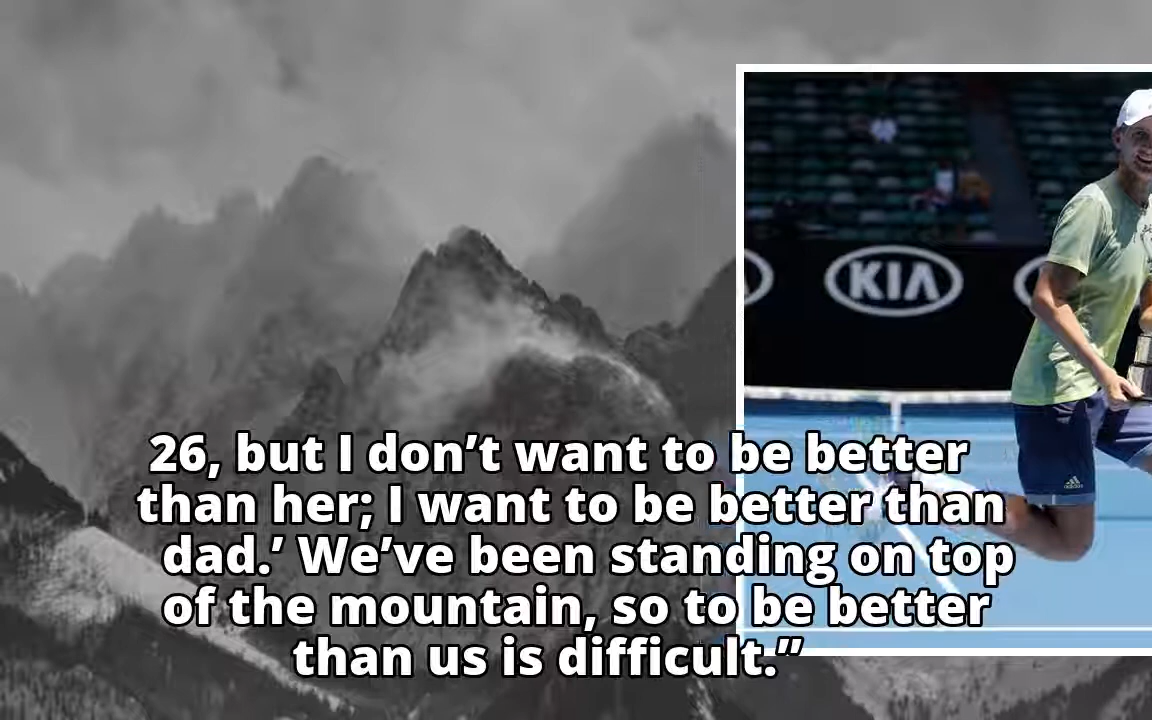 KIA
26, but I don’t want to be better
than her; I want to be better than
dad.’ We’ve been standing on top
of the mountain, so to be better
than us is difficult.”